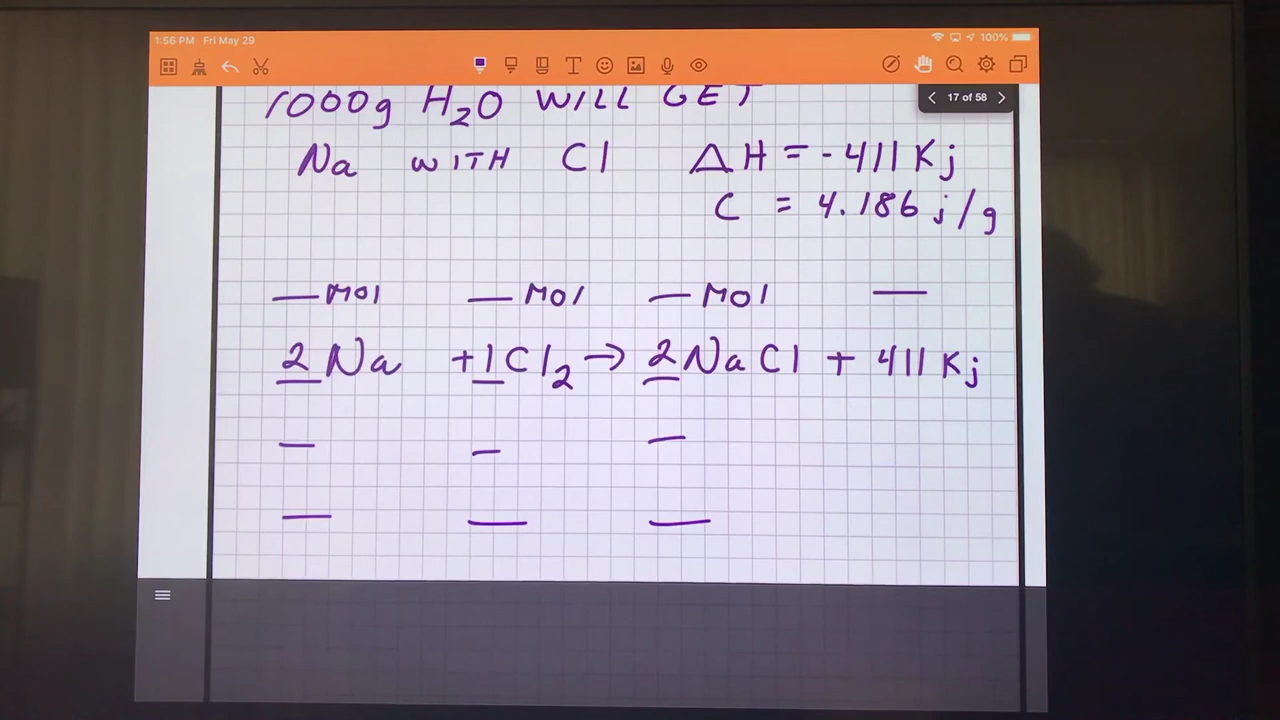 1:56 PM Fri May 29
100%
17 of 58
1000g H2O WILL GET
Na WITH Cl ΔH = -411 Kj
C = 4.186 j/g
— MOl — MOl — MOl —
2 Na + 1 Cl2 → 2 NaCl + 411 Kj